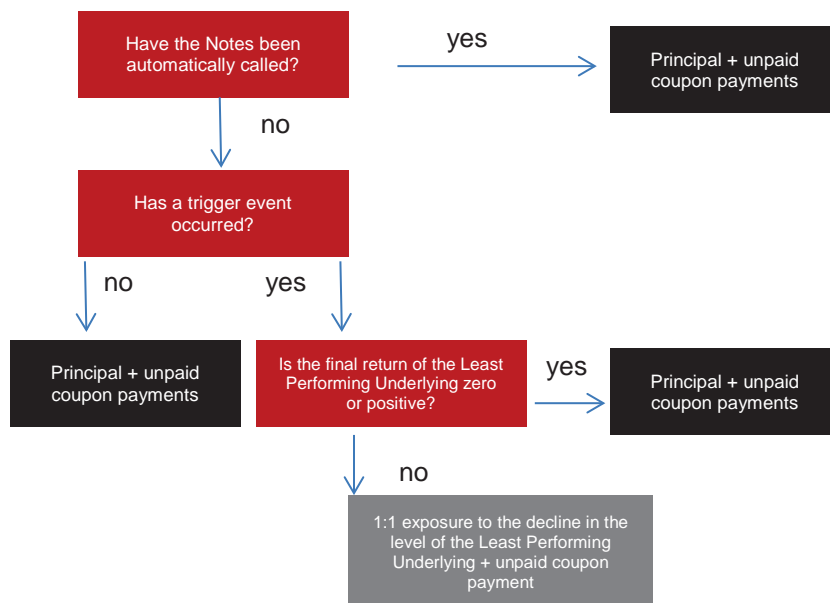 Have the Notes been
automatically called?
yes
Principal + unpaid
coupon payments
no
Has a trigger event
occurred?
no
yes
Principal + unpaid
coupon payments
Is the final return of the Least
Performing Underlying zero
or positive?
yes
Principal + unpaid
coupon payments
no
1:1 exposure to the decline in the
level of the Least Performing
Underlying + unpaid coupon
payment